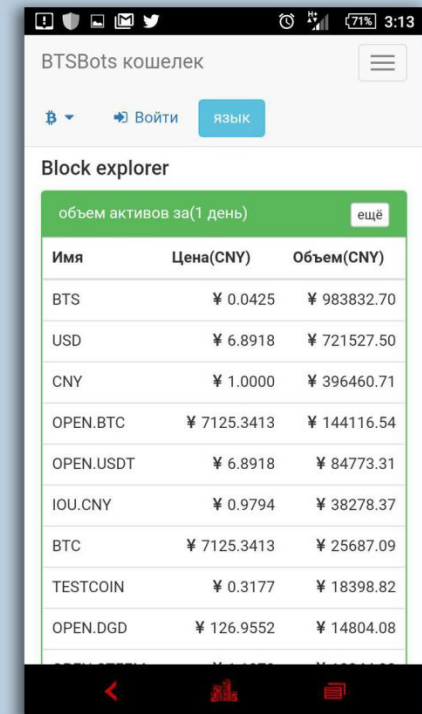 71% 3:13
BTSBots кошелек
Войти язык
Block explorer
объем активов за(1 день) ещё
Имя Цена(CNY) Объем(CNY)
BTS ¥ 0.0425 ¥ 983832.70
USD ¥ 6.8918 ¥ 721527.50
CNY ¥ 1.0000 ¥ 396460.71
OPEN.BTC ¥ 7125.3413 ¥ 144116.54
OPEN.USDT ¥ 6.8918 ¥ 84773.31
IOU.CNY ¥ 0.9794 ¥ 38278.37
BTC ¥ 7125.3413 ¥ 25687.09
TESTCOIN ¥ 0.3177 ¥ 18398.82
OPEN.DGD ¥ 126.9552 ¥ 14804.08